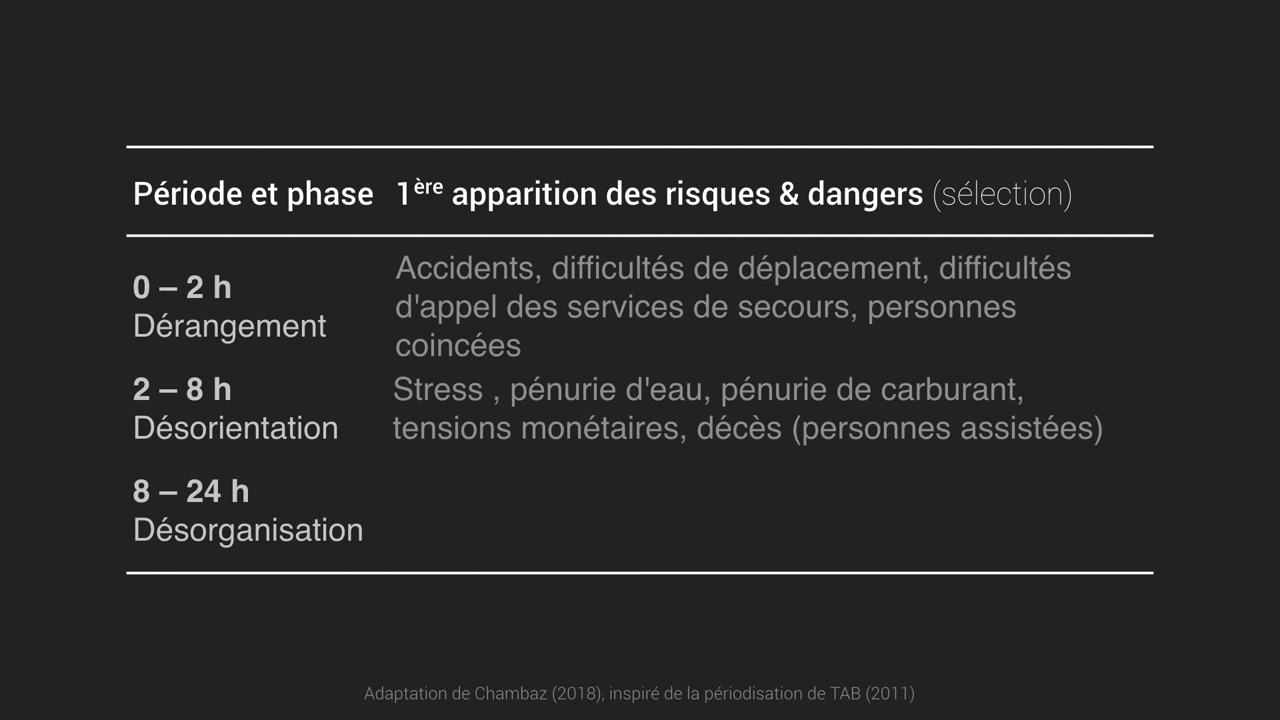 Période et phase 1ère apparition des risques & dangers (sélection)
0 – 2 h
Dérangement
Accidents, difficultés de déplacement, difficultés
d'appel des services de secours, personnes
coincées
2 – 8 h
Désorientation
Stress , pénurie d'eau, pénurie de carburant,
tensions monétaires, décès (personnes assistées)
8 – 24 h
Désorganisation
Adaptation de Chambaz (2018), inspiré de la périodisation de TAB (2011)